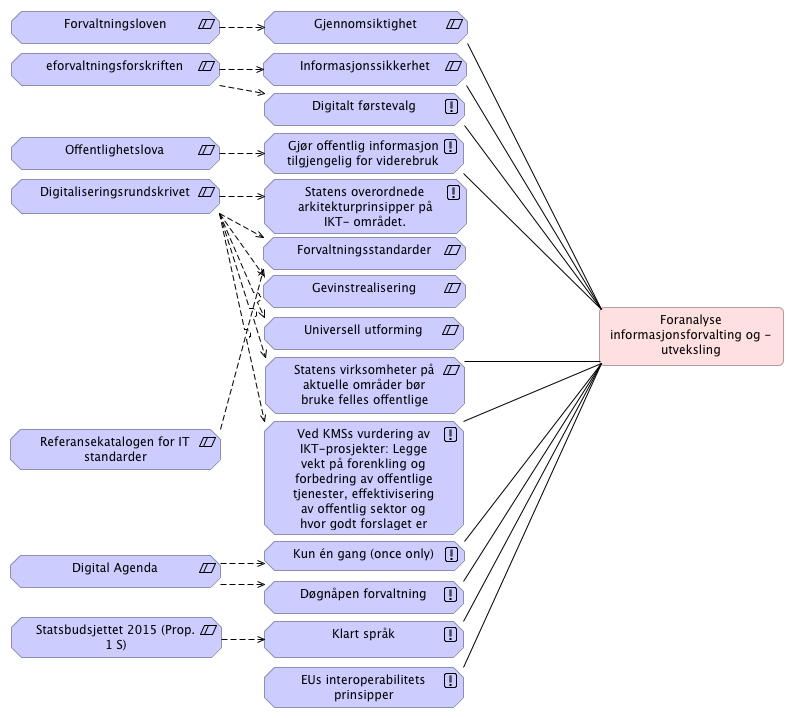 Forvaltningsloven
Gjennomsiktighet
eforvaltningsforskriften
Informasjonssikkerhet
Digitalt førstevalg
Offentlighetslova
Gjør offentlig informasjon
tilgjengelig for viderebruk
Digitaliseringsrundskrivet
Statens overordnede
arkitekturprinsipper på
IKT- området.
Forvaltningsstandarder
Gevinstrealisering
Universell utforming
Foranalyse
informasjonsforvalting og -
utveksling
Statens virksomheter på
aktuelle områder bør
bruke felles offentlige
Referansekatalogen for IT
standarder
Ved KMSs vurdering av
IKT-prosjekter: Legge
vekt på forenkling og
forbedring av offentlige
tjenester, effektivisering
av offentlig sektor og
hvor godt forslaget er
Kun én gang (once only)
Digital Agenda
Døgnåpen forvaltning
Statsbudsjettet 2015 (Prop.
1 S)
Klart språk
EUs interoperabilitets
prinsipper